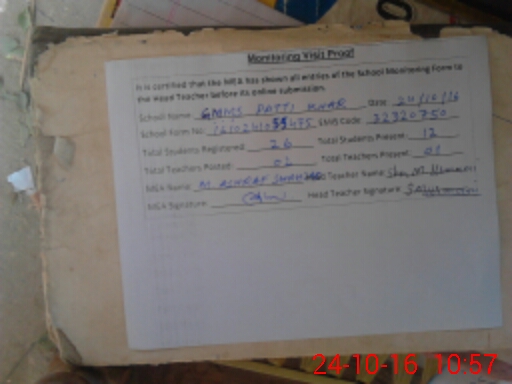 Monitoring Visit Proof
It is certified that the MEA has shown all entries of the School Monitoring Form to
the Head Teacher before its online submission.
School Name: GMMS PATTI Date: 24/10/16
School Form No: EMIS Code: 32320750
Total Students Registered: 26 Total Students Present: 12
Total Teachers Posted: 02 Total Teachers Present: 01
MEA Name: M. ASHRAF Head Teacher Name:
MEA Signature: Head Teacher Signature:
24-10-16 10:57